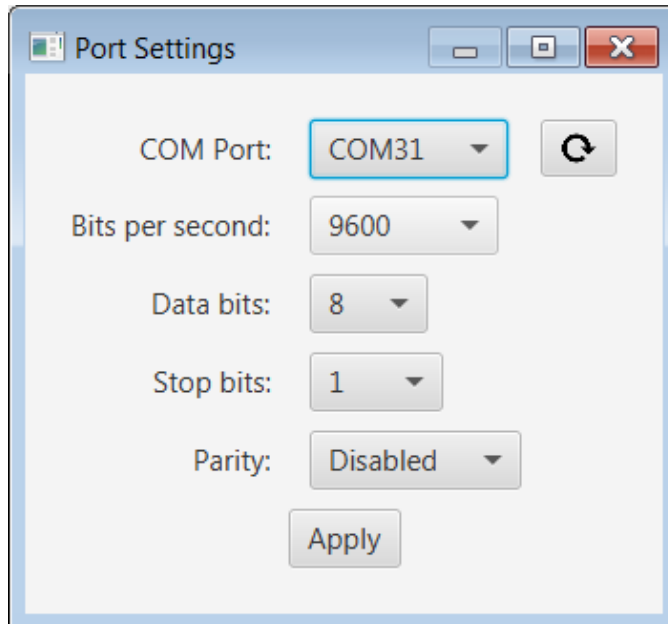 Port Settings
COM Port: COM31
Bits per second: 9600
Data bits: 8
Stop bits: 1
Parity: Disabled
Apply